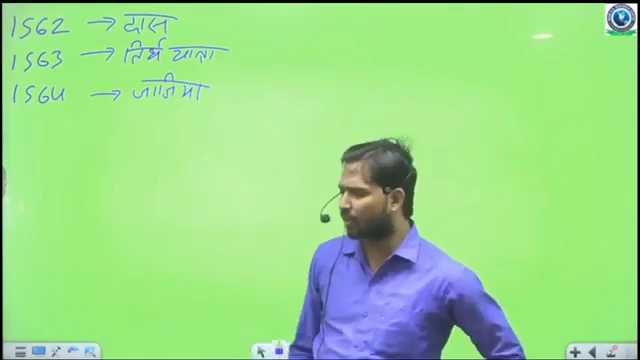 1562 → दास
1563 → तिर्थ यात्रा
1564 → जाजिया